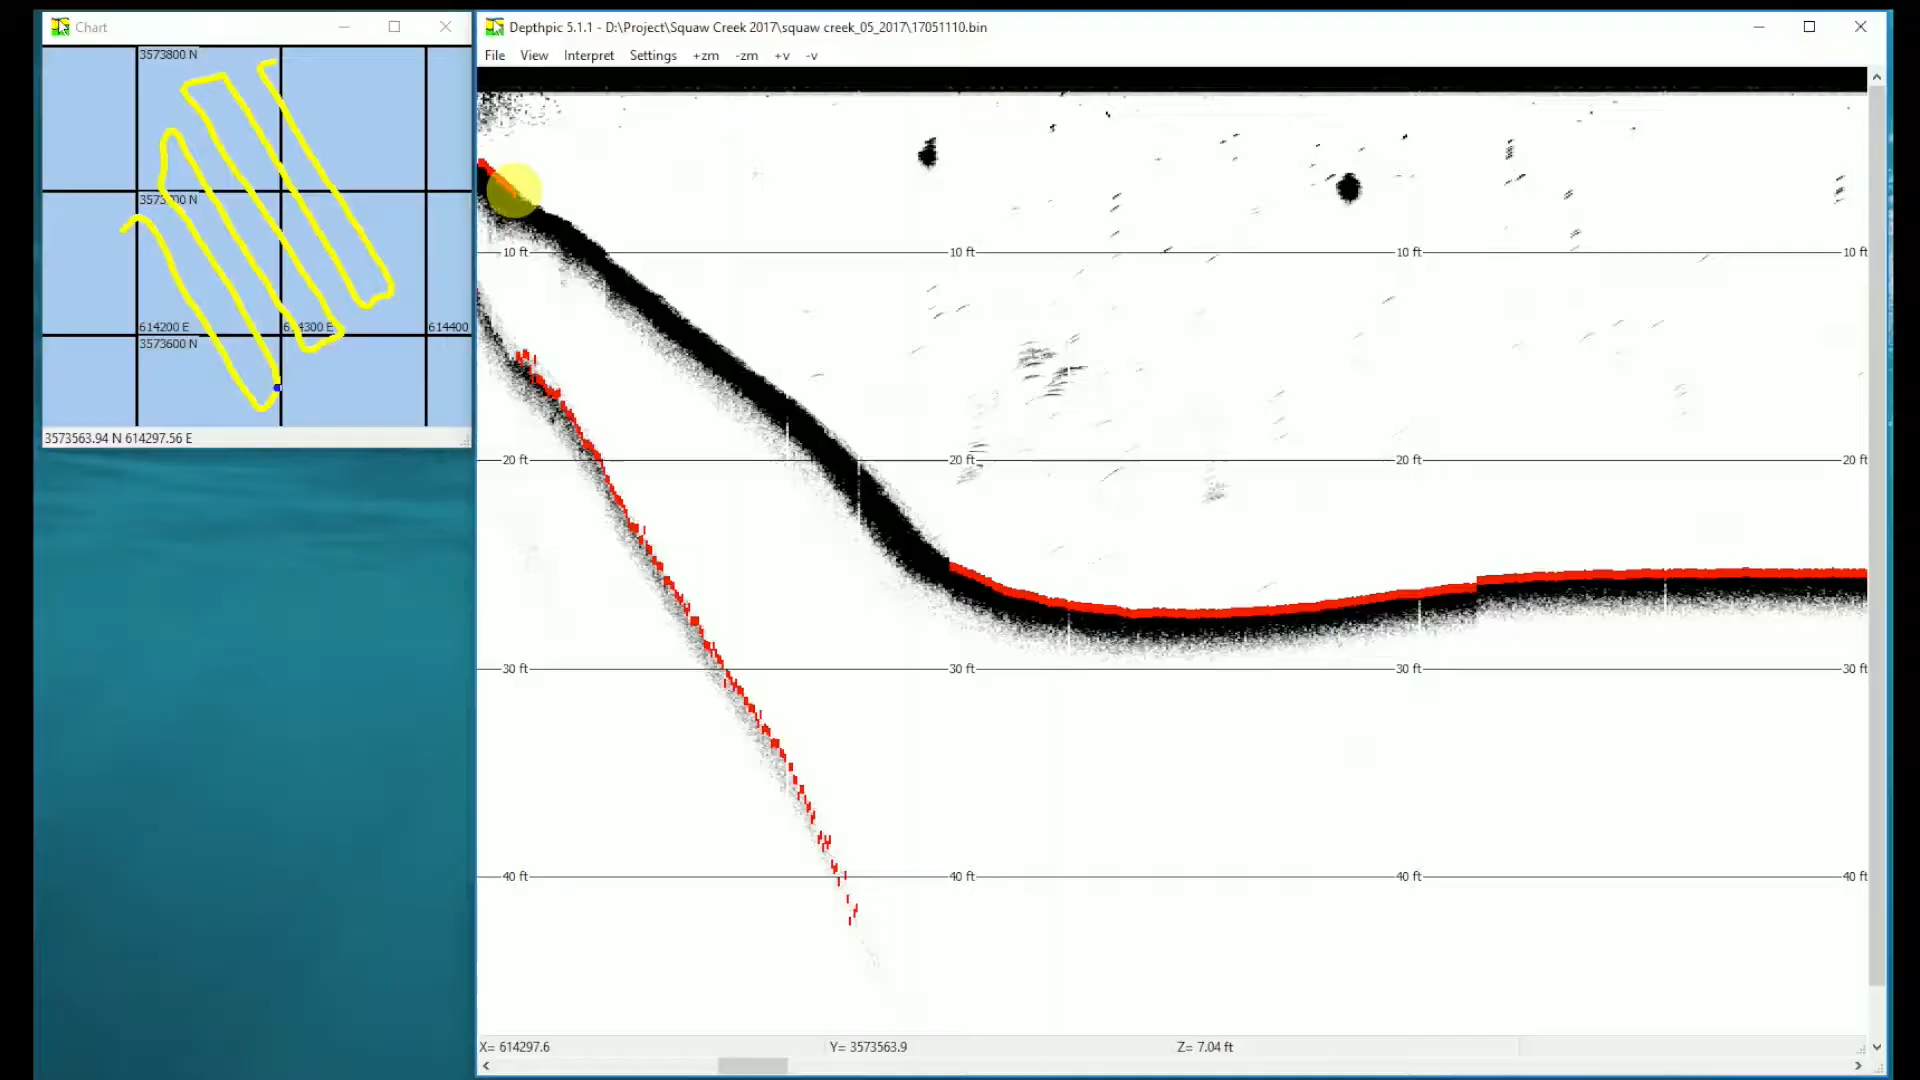 Chart
3573800 N
614200 E
614300 E
614400
3573600 N
3573563.94 N 614297.56 E
Depthpic 5.1.1 - D:\Project\Squaw Creek 2017\squaw creek_05_2017\17051110.bin
File View Interpret Settings +zm -zm +v -v
10 ft 10 ft 10 ft 10 ft
20 ft 20 ft 20 ft 20 ft
30 ft 30 ft 30 ft 30 ft
40 ft 40 ft 40 ft 40 ft
X= 614297.6 Y= 3573563.9 Z= 7.04 ft